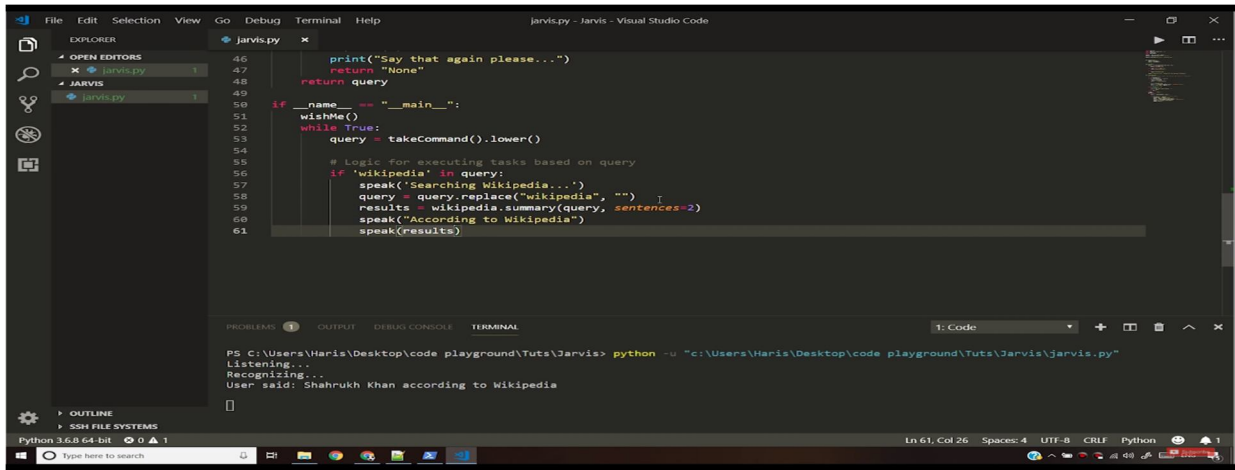 File Edit Selection View Go Debug Terminal Help jarvis.py - Jarvis - Visual Studio Code
EXPLORER
OPEN EDITORS
jarvis.py 1
JARVIS
jarvis.py 1
jarvis.py
46 print("Say that again please...")
47 return "None"
48 return query
49
50 if __name__ == "__main__":
51 wishMe()
52 while True:
53 query = takeCommand().lower()
54
55 # Logic for executing tasks based on query
56 if 'wikipedia' in query:
57 speak('Searching Wikipedia...')
58 query = query.replace("wikipedia", "")
59 results = wikipedia.summary(query, sentences=2)
60 speak("According to Wikipedia")
61 speak(results)
PROBLEMS 1 OUTPUT DEBUG CONSOLE TERMINAL 1: Code
PS C:\Users\Haris\Desktop\code playground\Tuts\Jarvis> python -u "c:\Users\Haris\Desktop\code playground\Tuts\Jarvis\jarvis.py"
Listening...
Recognizing...
User said: Shahrukh Khan according to Wikipedia
OUTLINE
SSH FILE SYSTEMS
Python 3.6.8 64-bit 0 1 Ln 61, Col 26 Spaces: 4 UTF-8 CRLF Python 1
Type here to search